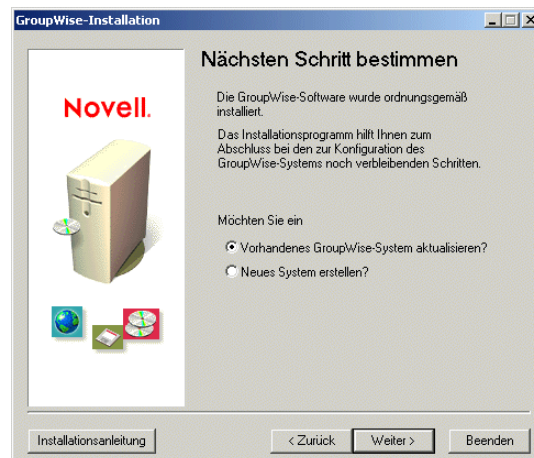 GroupWise-Installation
Nächsten Schritt bestimmen
Novell.
Die GroupWise-Software wurde ordnungsgemäß
installiert.
Das Installationsprogramm hilft Ihnen zum
Abschluss bei den zur Konfiguration des
GroupWise-Systems noch verbleibenden Schritten.
Möchten Sie ein
Vorhandenes GroupWise-System aktualisieren?
Neues System erstellen?
Installationsanleitung
< Zurück
Weiter >
Beenden